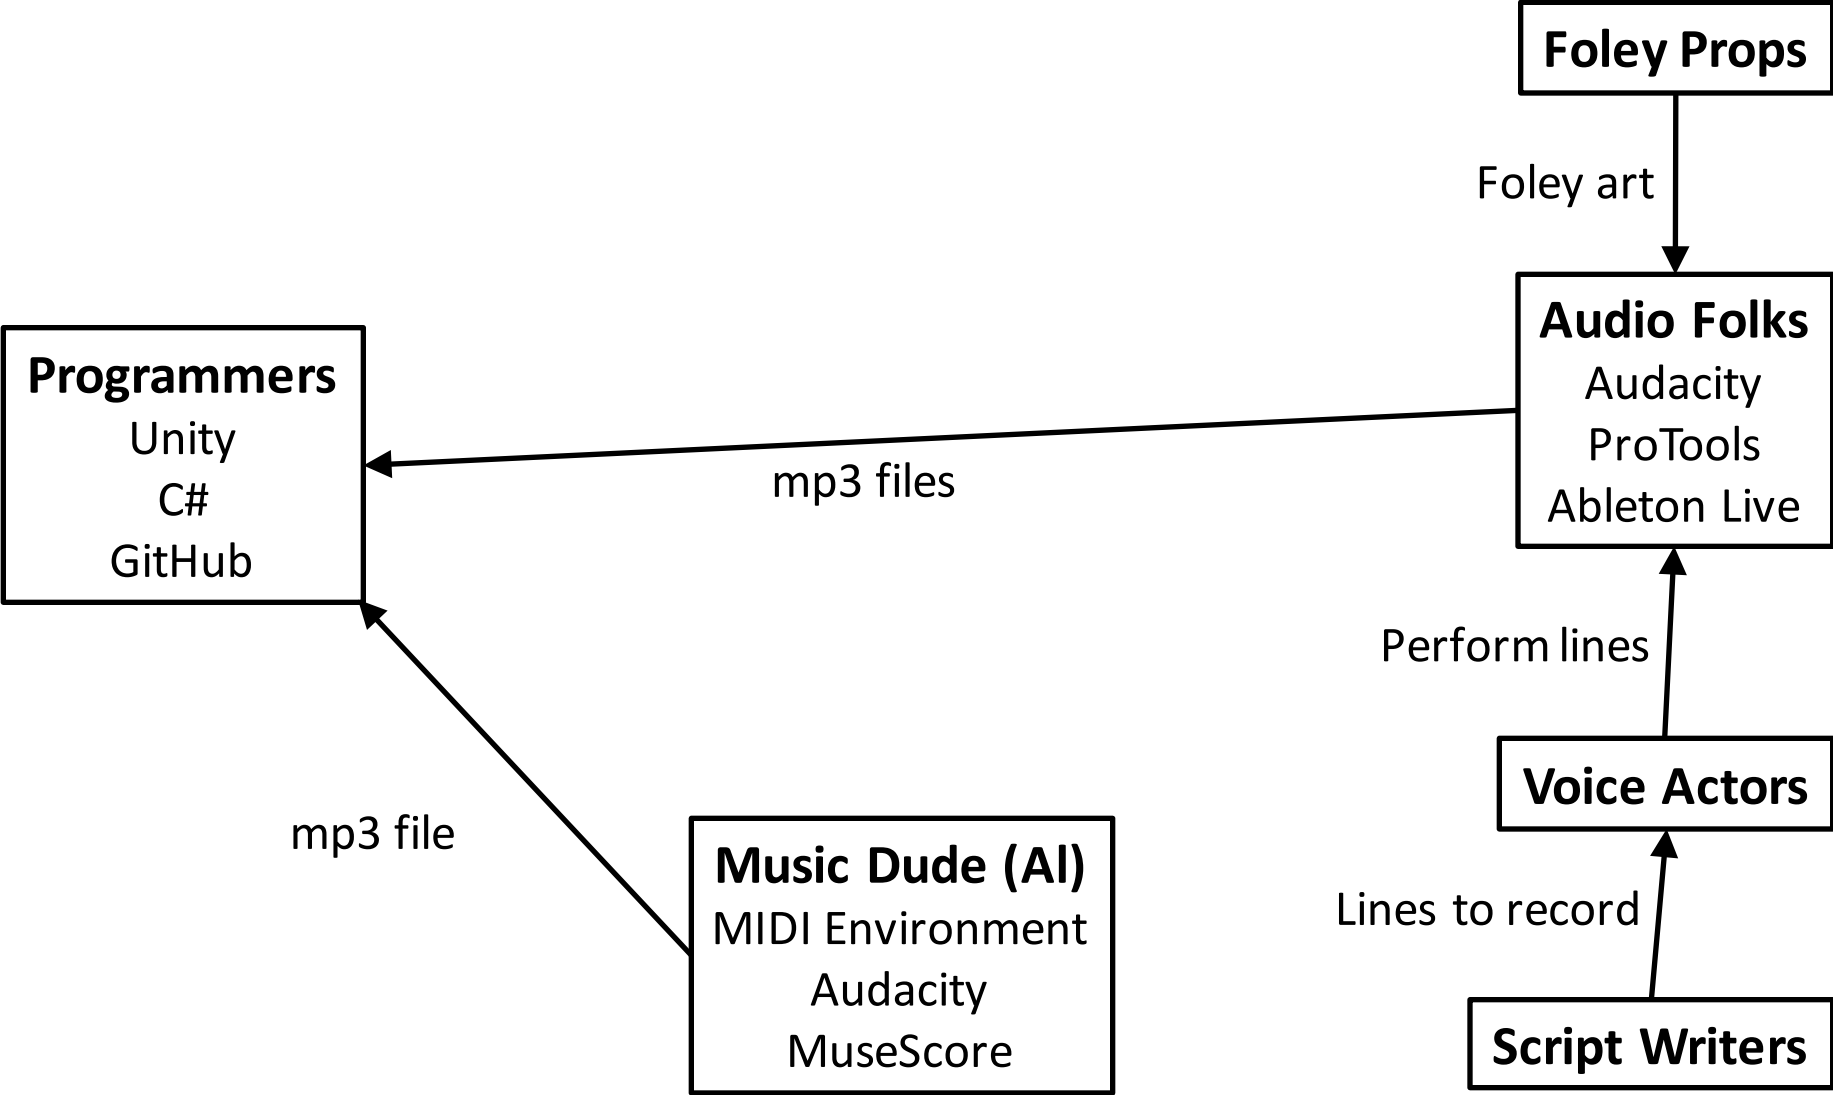 Foley Props
Foley art
Audio Folks
Audacity
ProTools
Ableton Live
Programmers
Unity
C#
GitHub
mp3 files
Perform lines
Voice Actors
mp3 file
Music Dude (Al)
MIDI Environment
Audacity
MuseScore
Lines to record
Script Writers